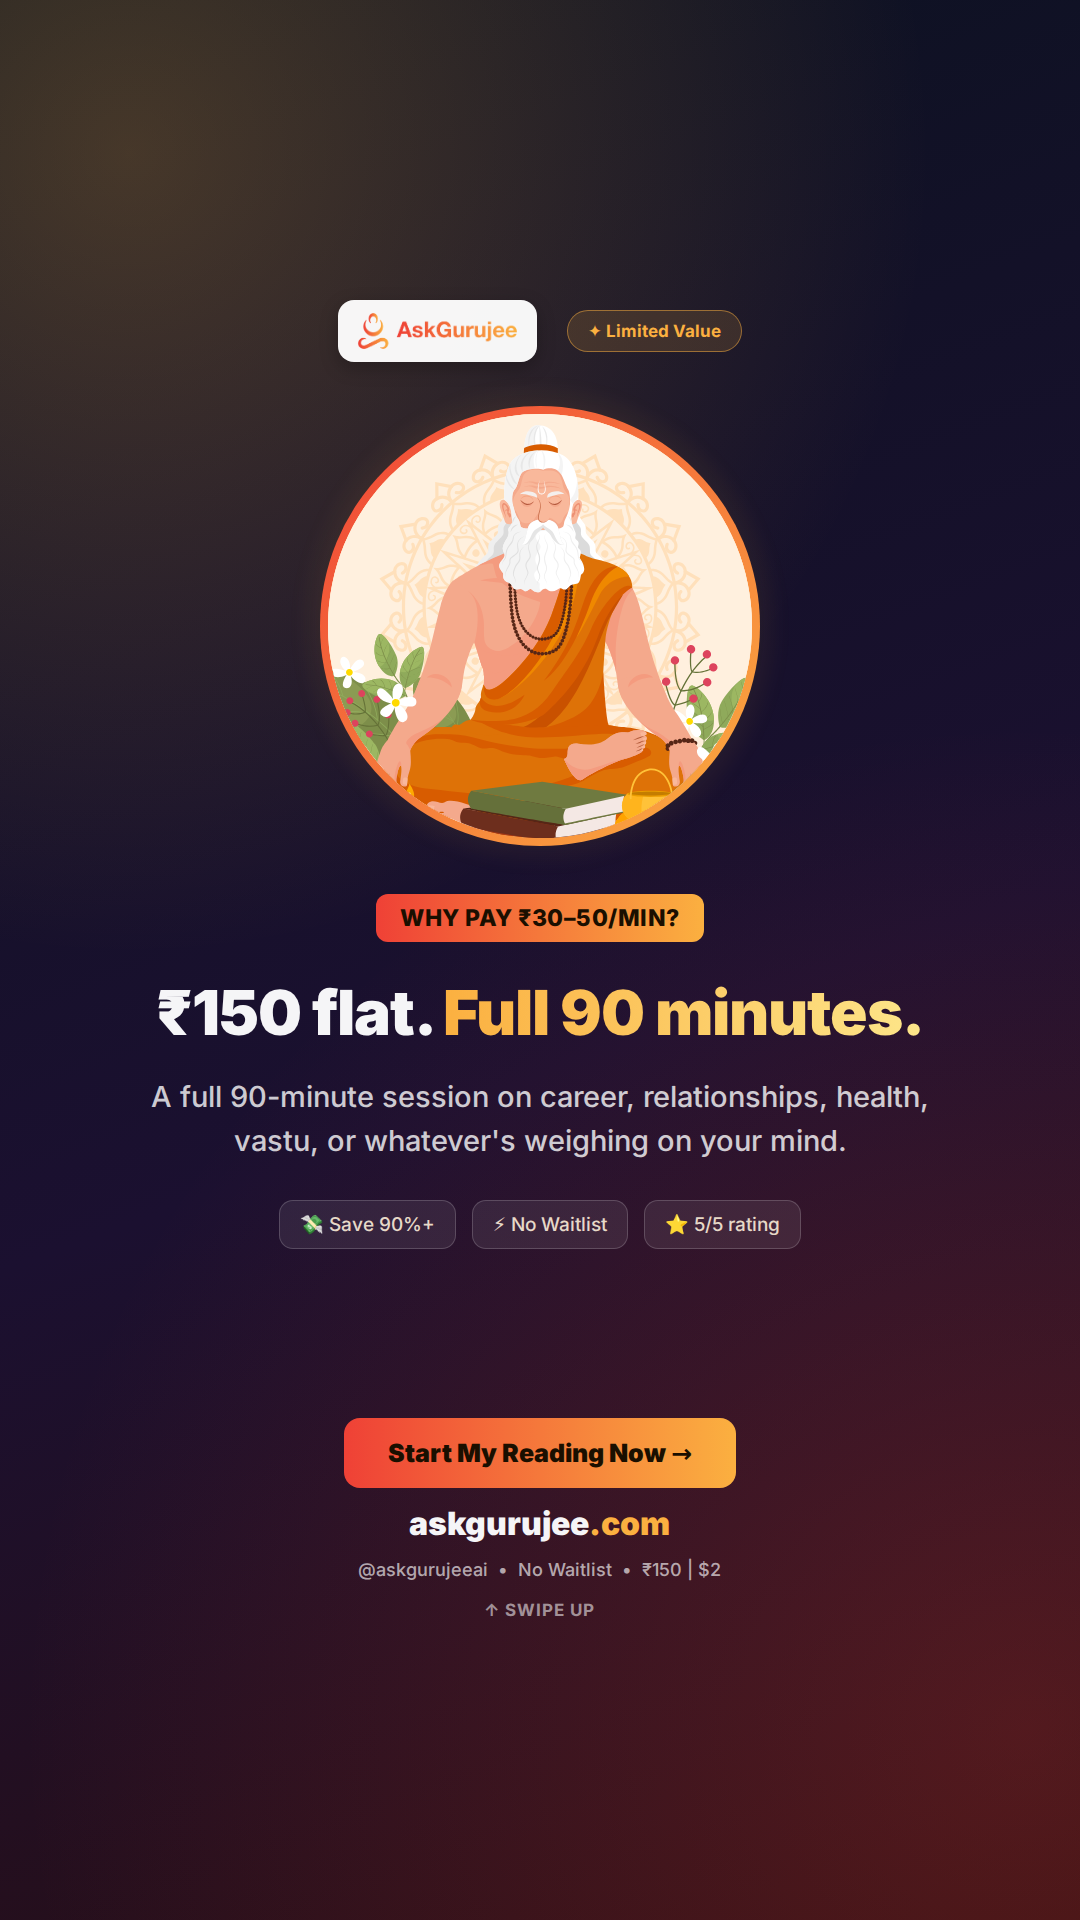 AskGurujee
✦ Limited Value
WHY PAY ₹30–50/MIN?
₹150 flat. Full 90 minutes.
A full 90-minute session on career, relationships, health,
vastu, or whatever's weighing on your mind.
💸 Save 90%+
⚡ No Waitlist
⭐ 5/5 rating
Start My Reading Now →
askgurujee.com
@askgurujeeai • No Waitlist • ₹150 | $2
↑ SWIPE UP